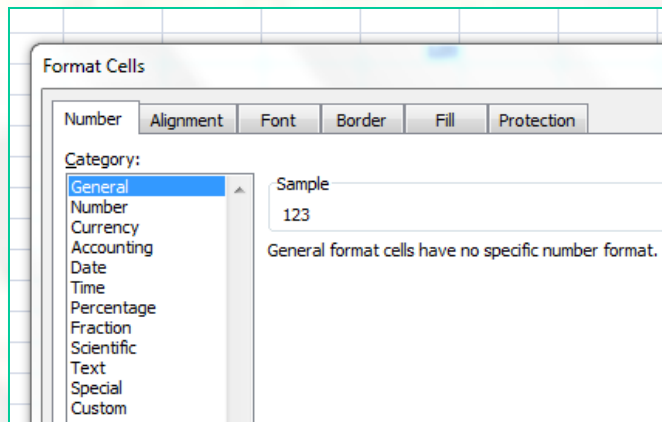 Format Cells
Number Alignment Font Border Fill Protection
Category:
General
Number
Currency
Accounting
Date
Time
Percentage
Fraction
Scientific
Text
Special
Custom
Sample
123
General format cells have no specific number format.